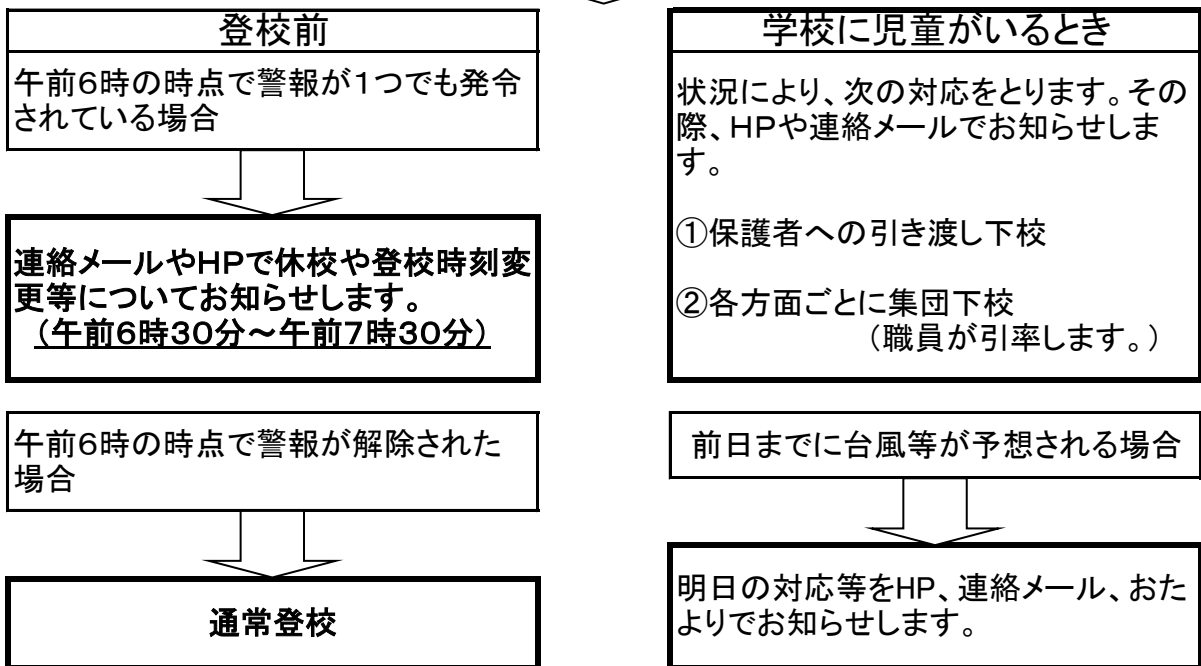 登校前
午前6時の時点で警報が1つでも発令
されている場合
連絡メールやHPで休校や登校時刻変
更等についてお知らせします。
(午前6時30分～午前7時30分)
午前6時の時点で警報が解除された
場合
通常登校
学校に児童がいるとき
状況により、次の対応をとります。その
際、HPや連絡メールでお知らせしま
す。
①保護者への引き渡し下校
②各方面ごとに集団下校
(職員が引率します。)
前日までに台風等が予想される場合
明日の対応等をHP、連絡メール、おた
よりでお知らせします。